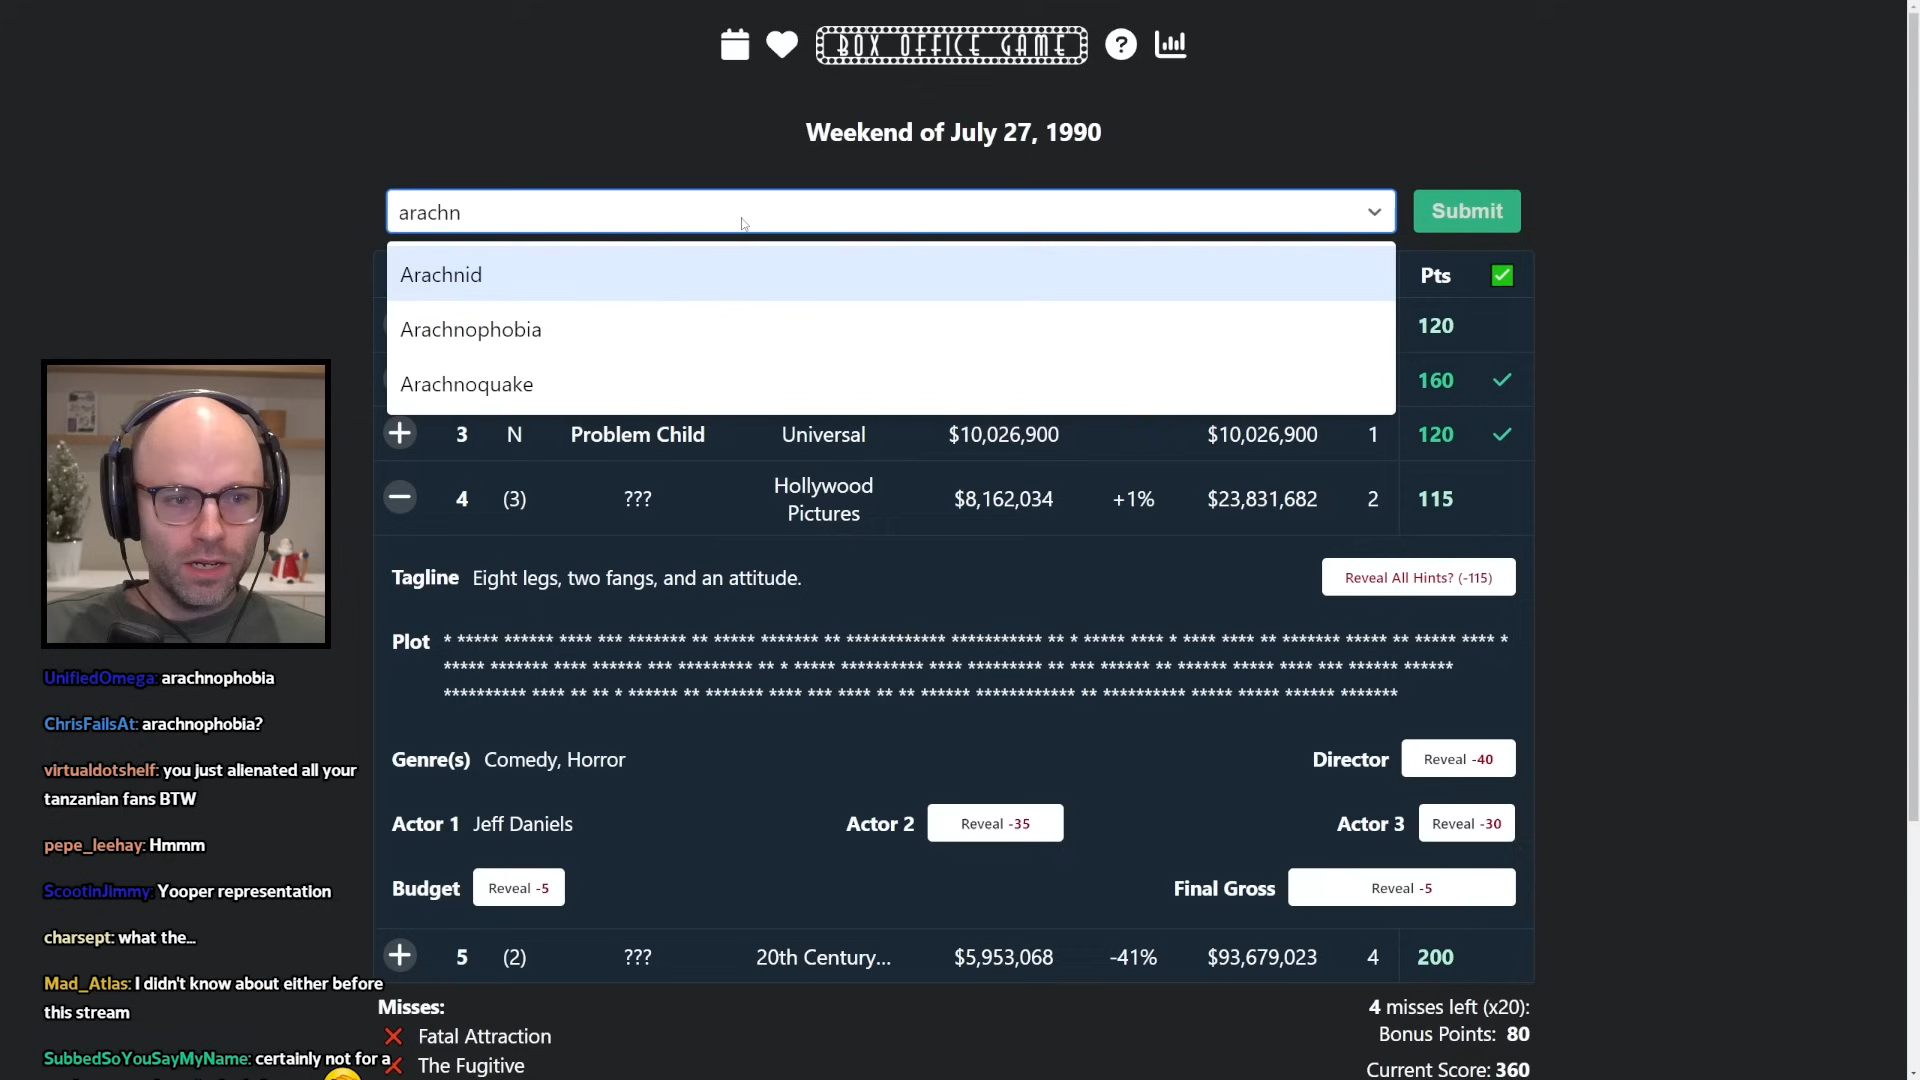 BOX OFFICE GAME
?
Weekend of July 27, 1990
arachn
Submit
Arachnid
Arachnophobia
Arachnoquake
Pts
120
160
3 N Problem Child Universal $10,026,900 $10,026,900 1 120
4 (3) ??? Hollywood Pictures $8,162,034 +1% $23,831,682 2 115
Tagline Eight legs, two fangs, and an attitude.
Reveal All Hints? (-115)
Plot * ***** ****** **** *** ******* ** ***** ******* ** ************ *********** ** * ***** **** * **** **** ** ******* ***** ** ***** **** *
***** ******* **** ****** *** ********* ** * ***** ********** **** ********* ** *** ****** ** ****** ***** **** *** ****** ******
********** **** ** ** * ****** ** ******* **** *** **** ** ** ****** ************ ** ********** ***** ***** ****** *******
Genre(s) Comedy, Horror
Director Reveal -40
Actor 1 Jeff Daniels
Actor 2 Reveal -35
Actor 3 Reveal -30
Budget Reveal -5
Final Gross Reveal -5
5 (2) ??? 20th Century... $5,953,068 -41% $93,679,023 4 200
Misses:
Fatal Attraction
The Fugitive
4 misses left (x20):
Bonus Points: 80
Current Score: 360
UnifiedOmega: arachnophobia
ChrisFailsAt: arachnophobia?
virtualdotshelf: you just alienated all your
tanzanian fans BTW
pepe_leehay: Hmmm
ScootinJimmy: Yooper representation
charsept: what the...
Mad_Atlas: I didn't know about either before
this stream
SubbedSoYouSayMyName: certainly not for a